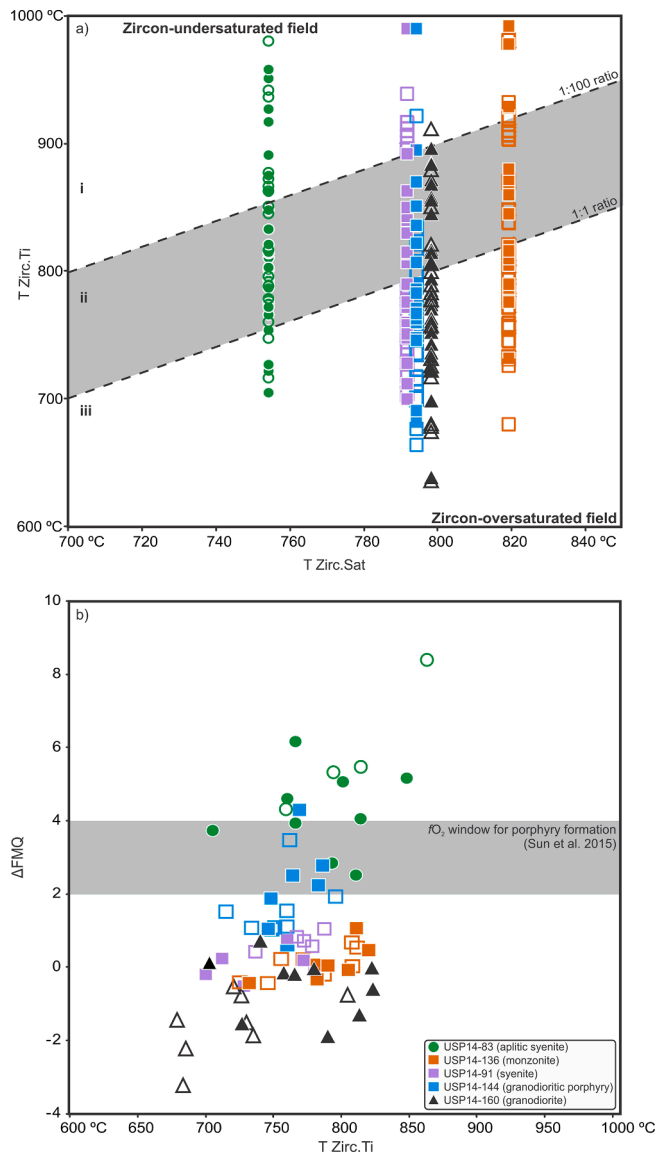 1000 ºC
a)
Zircon-undersaturated field
1:100 ratio
900
i
1:1 ratio
800
ii
T Zirc.Ti
700
iii
600 ºC
Zircon-oversaturated field
700 ºC
720
740
760
780
800
820
840 ºC
T Zirc.Sat
10
b)
8
6
4
fO2 window for porphyry formation
(Sun et al. 2015)
ΔFMQ
2
0
-2
USP14-83 (aplitic syenite)
USP14-136 (monzonite)
USP14-91 (syenite)
USP14-144 (granodioritic porphyry)
USP14-160 (granodiorite)
-4
600 ºC
700
750
800
850
900
950
1000 ºC
T Zirc.Ti